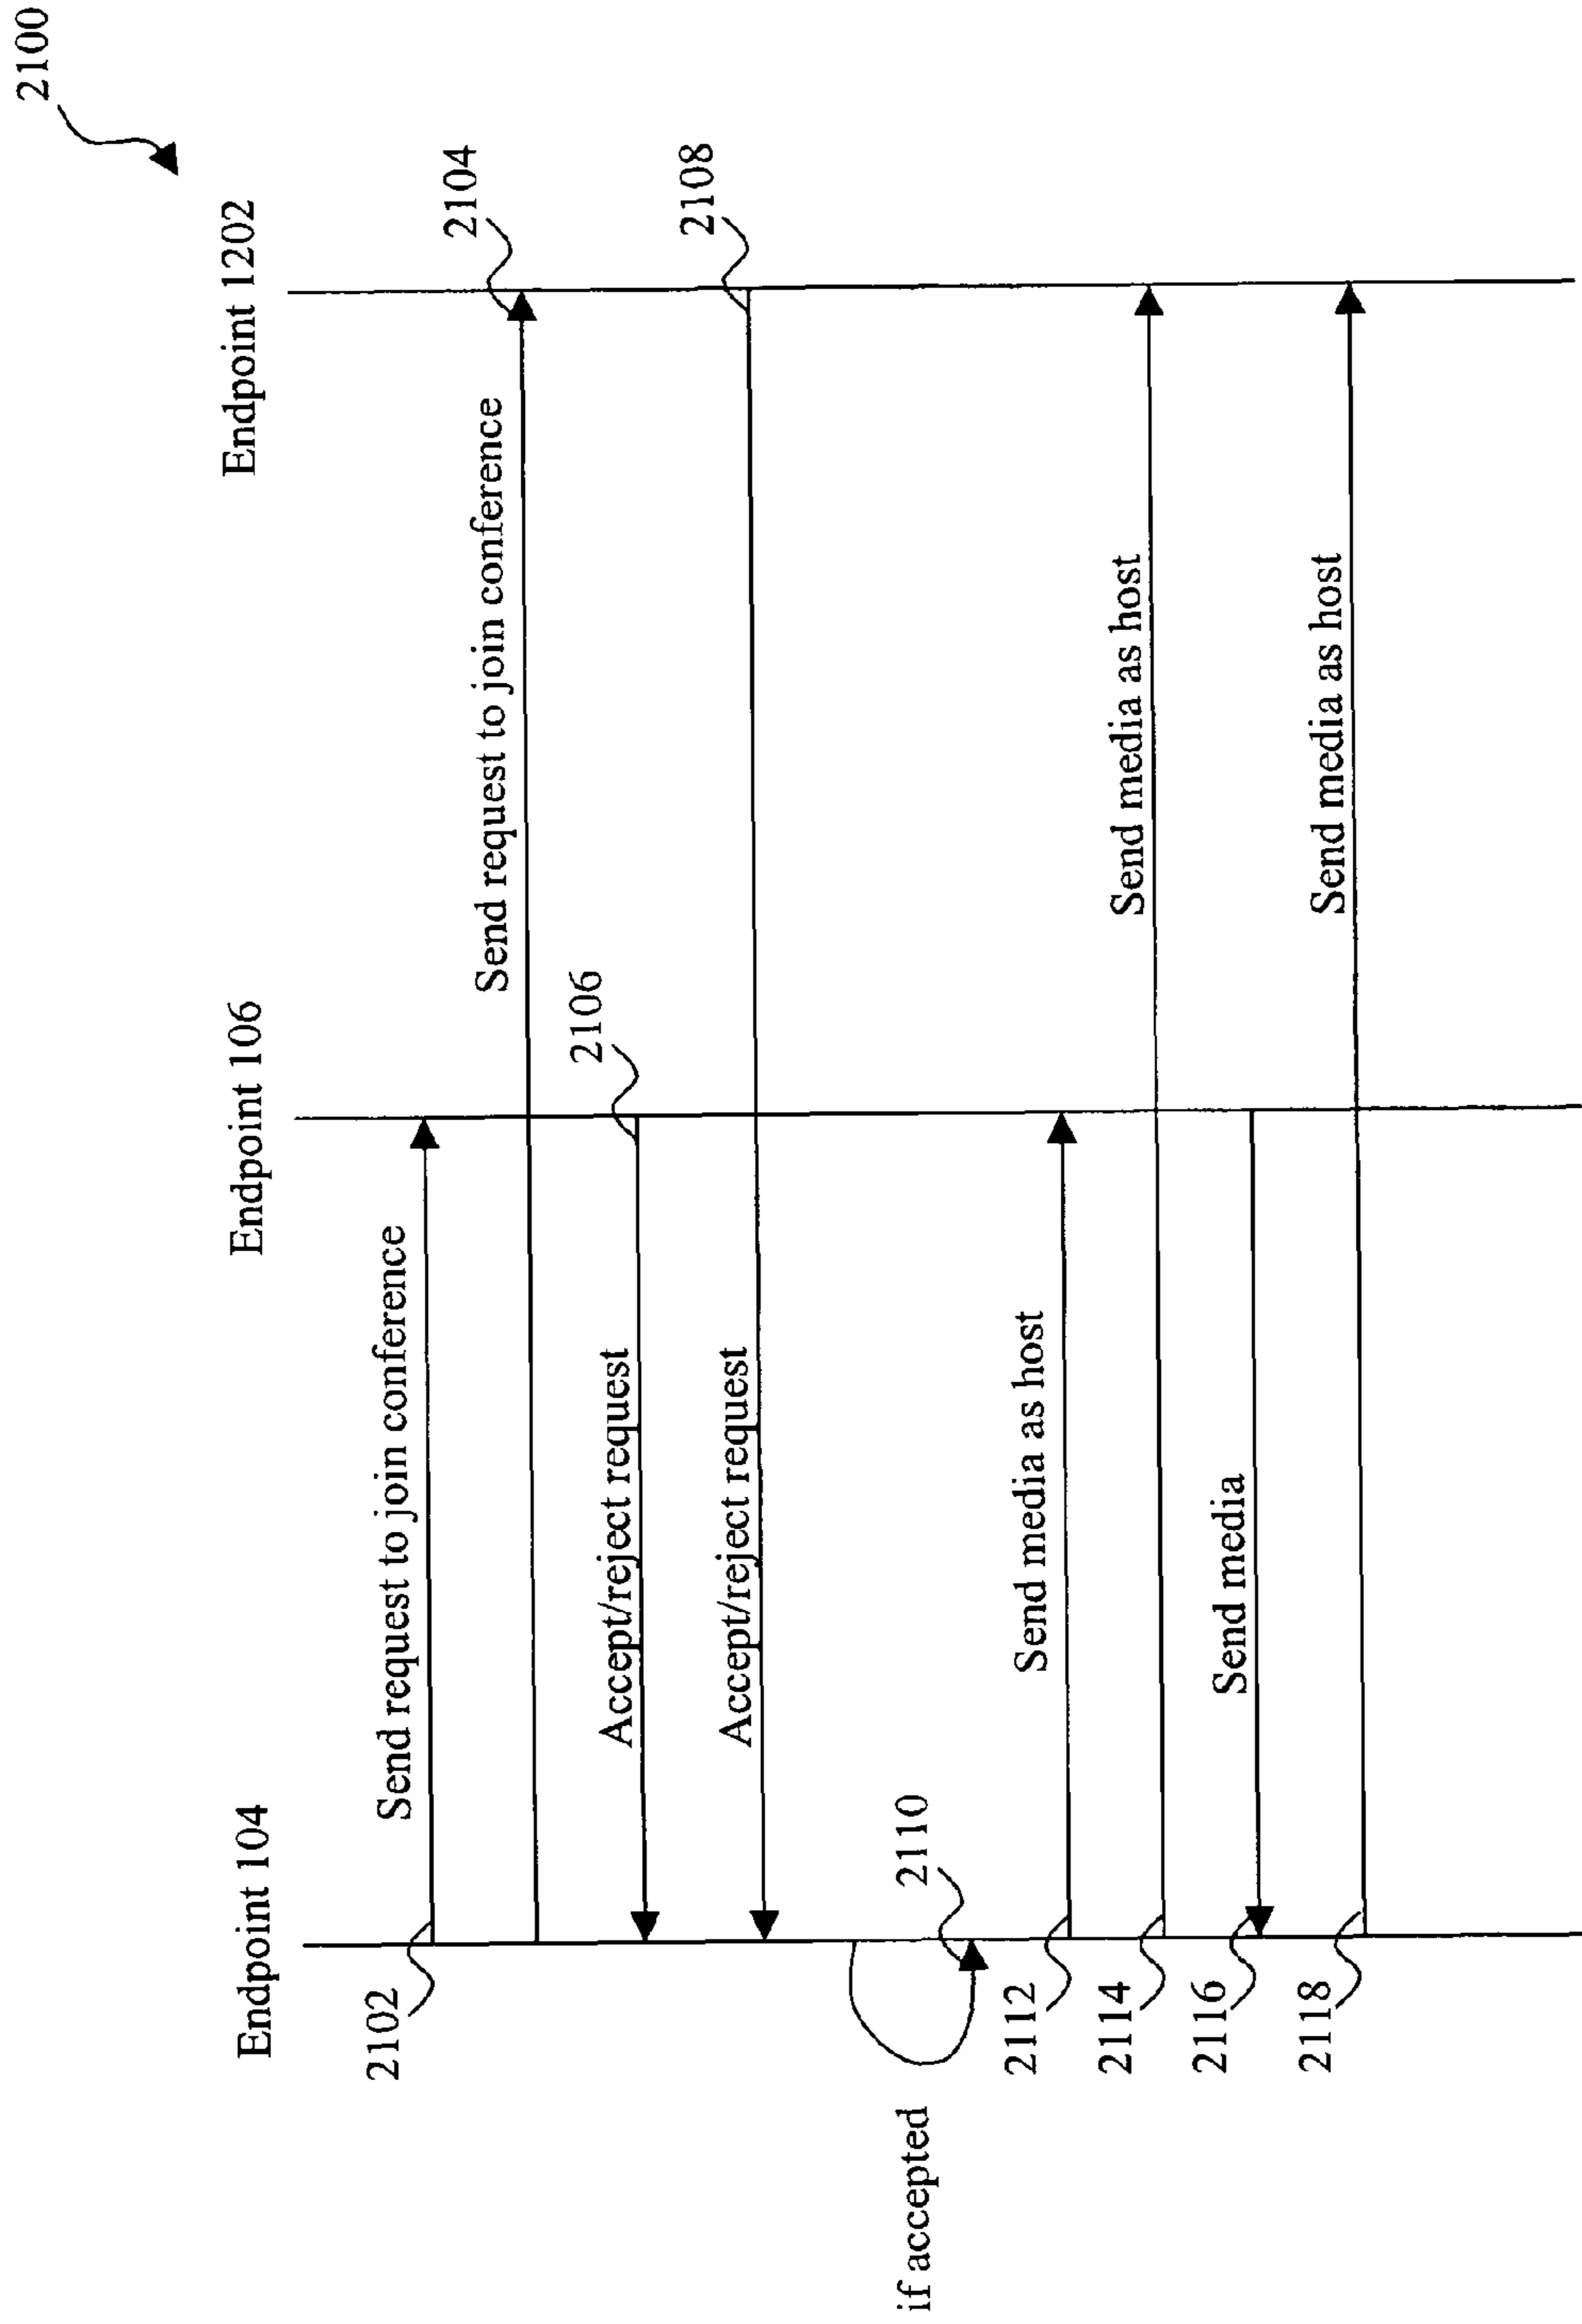 2100
Endpoint 104
Endpoint 106
Endpoint 1202
2102
Send request to join conference
Send request to join conference
2104
Accept/reject request
2106
Accept/reject request
2108
if accepted
2110
2112
Send media as host
2114
Send media as host
2116
Send media
2118
Send media as host